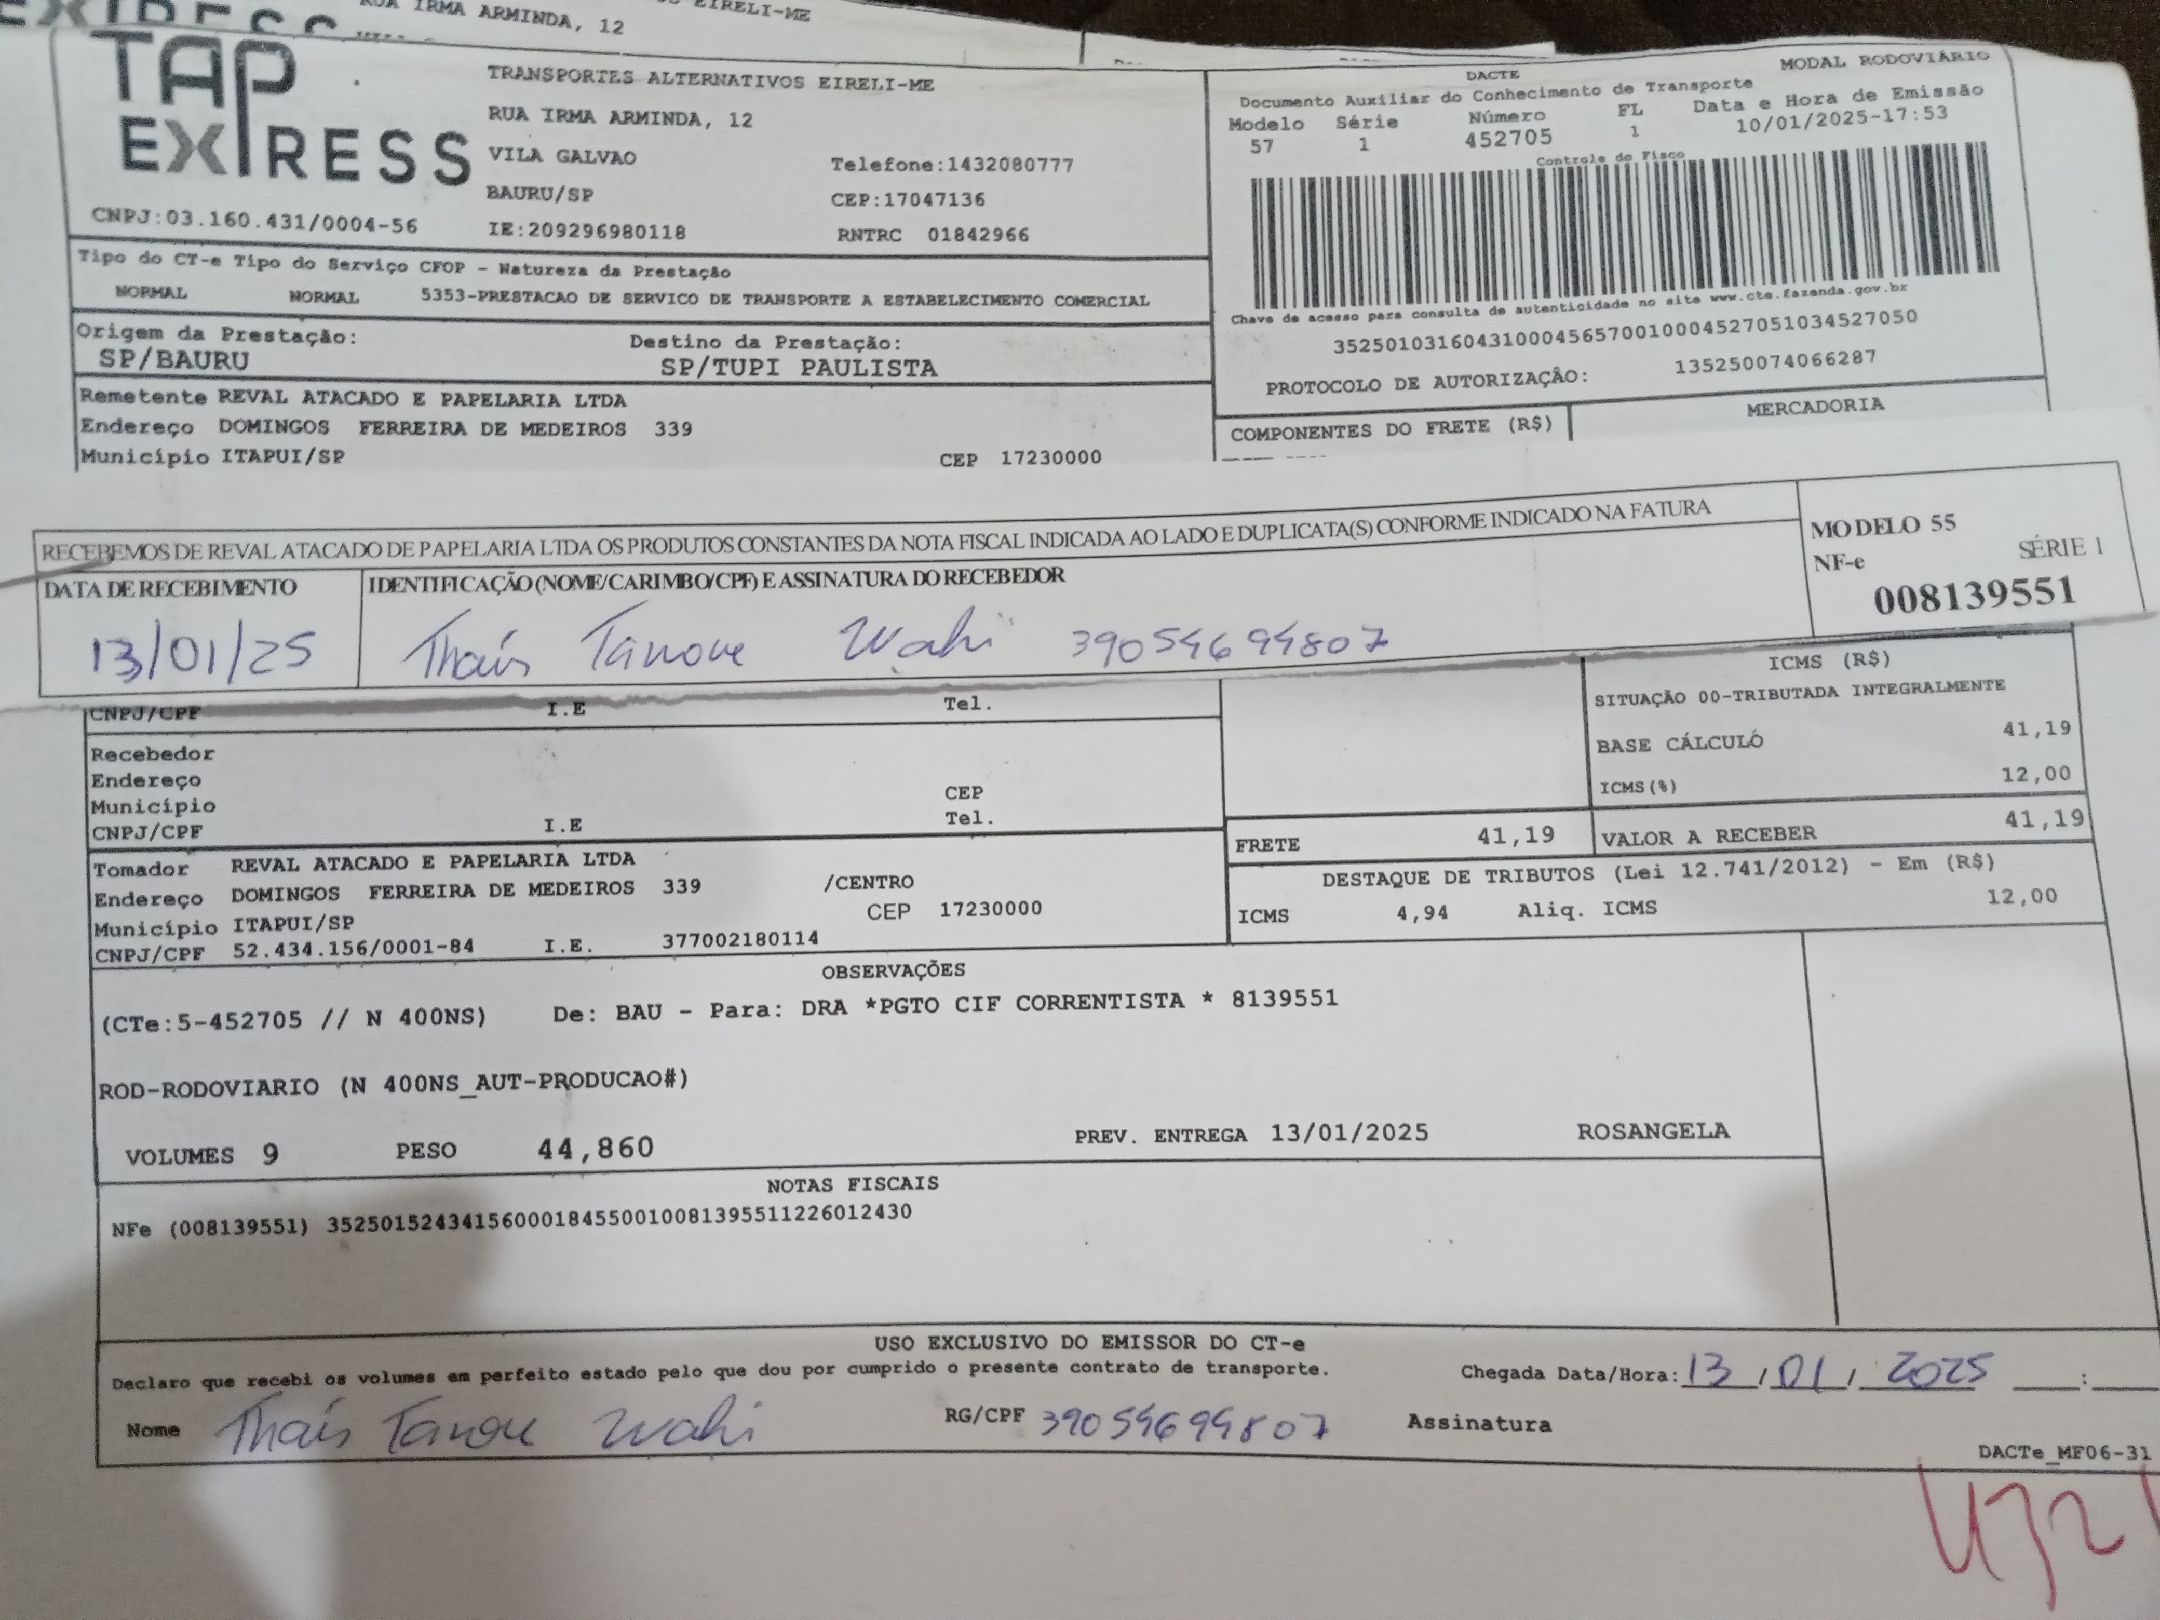 RUA IRMA ARMINDA, 12
EIRELI-ME
TAP
EXPRESS
CNPJ:03.160.431/0004-56
TRANSPORTES ALTERNATIVOS EIRELI-ME
RUA IRMA ARMINDA, 12
VILA GALVAO
Telefone:1432080777
BAURU/SP
CEP:17047136
IE:209296980118
RNTRC 01842966
MODAL RODOVIÁRIO
DACTE
Documento Auxiliar do Conhecimento de Transporte
Modelo Série Número FL Data e Hora de Emissão
57 1 452705 1 10/01/2025-17:53
Controle do Fisco
Chave de acesso para consulta de autenticidade no site www.cte.fazenda.gov.br
35250103160431000456570010004527051034527050
PROTOCOLO DE AUTORIZAÇÃO: 135250074066287
Tipo do CT-e Tipo do Serviço CFOP - Natureza da Prestação
NORMAL NORMAL 5353-PRESTACAO DE SERVICO DE TRANSPORTE A ESTABELECIMENTO COMERCIAL
Origem da Prestação: Destino da Prestação:
SP/BAURU SP/TUPI PAULISTA
Remetente REVAL ATACADO E PAPELARIA LTDA
Endereço DOMINGOS FERREIRA DE MEDEIROS 339
Município ITAPUI/SP CEP 17230000
COMPONENTES DO FRETE (R$) MERCADORIA
RECEBEMOS DE REVAL ATACADO DE PAPELARIA LTDA OS PRODUTOS CONSTANTES DA NOTA FISCAL INDICADA AO LADO E DUPLICATA(S) CONFORME INDICADO NA FATURA
MODELO 55
NF-e SÉRIE 1
008139551
DATA DE RECEBIMENTO IDENTIFICAÇÃO (NOME/CARIMBO/CPF) E ASSINATURA DO RECEBEDOR
13/01/25 Thaís Tanoue Wahi 39054694807
CNPJ/CPF I.E Tel.
Recebedor
Endereço
Município CEP
CNPJ/CPF I.E Tel.
ICMS (R$)
SITUAÇÃO 00-TRIBUTADA INTEGRALMENTE
BASE CÁLCULO 41,19
ICMS(%) 12,00
FRETE 41,19 VALOR A RECEBER 41,19
DESTAQUE DE TRIBUTOS (Lei 12.741/2012) - Em (R$)
ICMS 4,94 Aliq. ICMS 12,00
Tomador REVAL ATACADO E PAPELARIA LTDA
Endereço DOMINGOS FERREIRA DE MEDEIROS 339 /CENTRO
Município ITAPUI/SP CEP 17230000
CNPJ/CPF 52.434.156/0001-84 I.E. 377002180114
OBSERVAÇÕES
(CTe:5-452705 // N 400NS) De: BAU - Para: DRA *PGTO CIF CORRENTISTA * 8139551
ROD-RODOVIARIO (N 400NS_AUT-PRODUCAO#)
VOLUMES 9 PESO 44,860 PREV. ENTREGA 13/01/2025 ROSANGELA
NOTAS FISCAIS
NFe (008139551) 35250152434156000184550010081395511226012430
USO EXCLUSIVO DO EMISSOR DO CT-e
Declaro que recebi os volumes em perfeito estado pelo que dou por cumprido o presente contrato de transporte. Chegada Data/Hora: 13/01/2025 :
Nome Thaís Tanoue Wahi RG/CPF 39054694807 Assinatura
DACTe_MF06-31